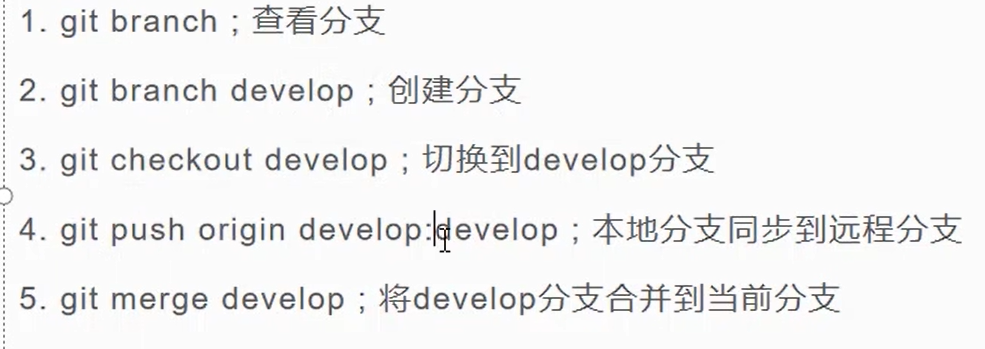 1. git branch；查看分支
2. git branch develop；创建分支
3. git checkout develop；切换到develop分支
4. git push origin develop:develop；本地分支同步到远程分支
5. git merge develop；将develop分支合并到当前分支